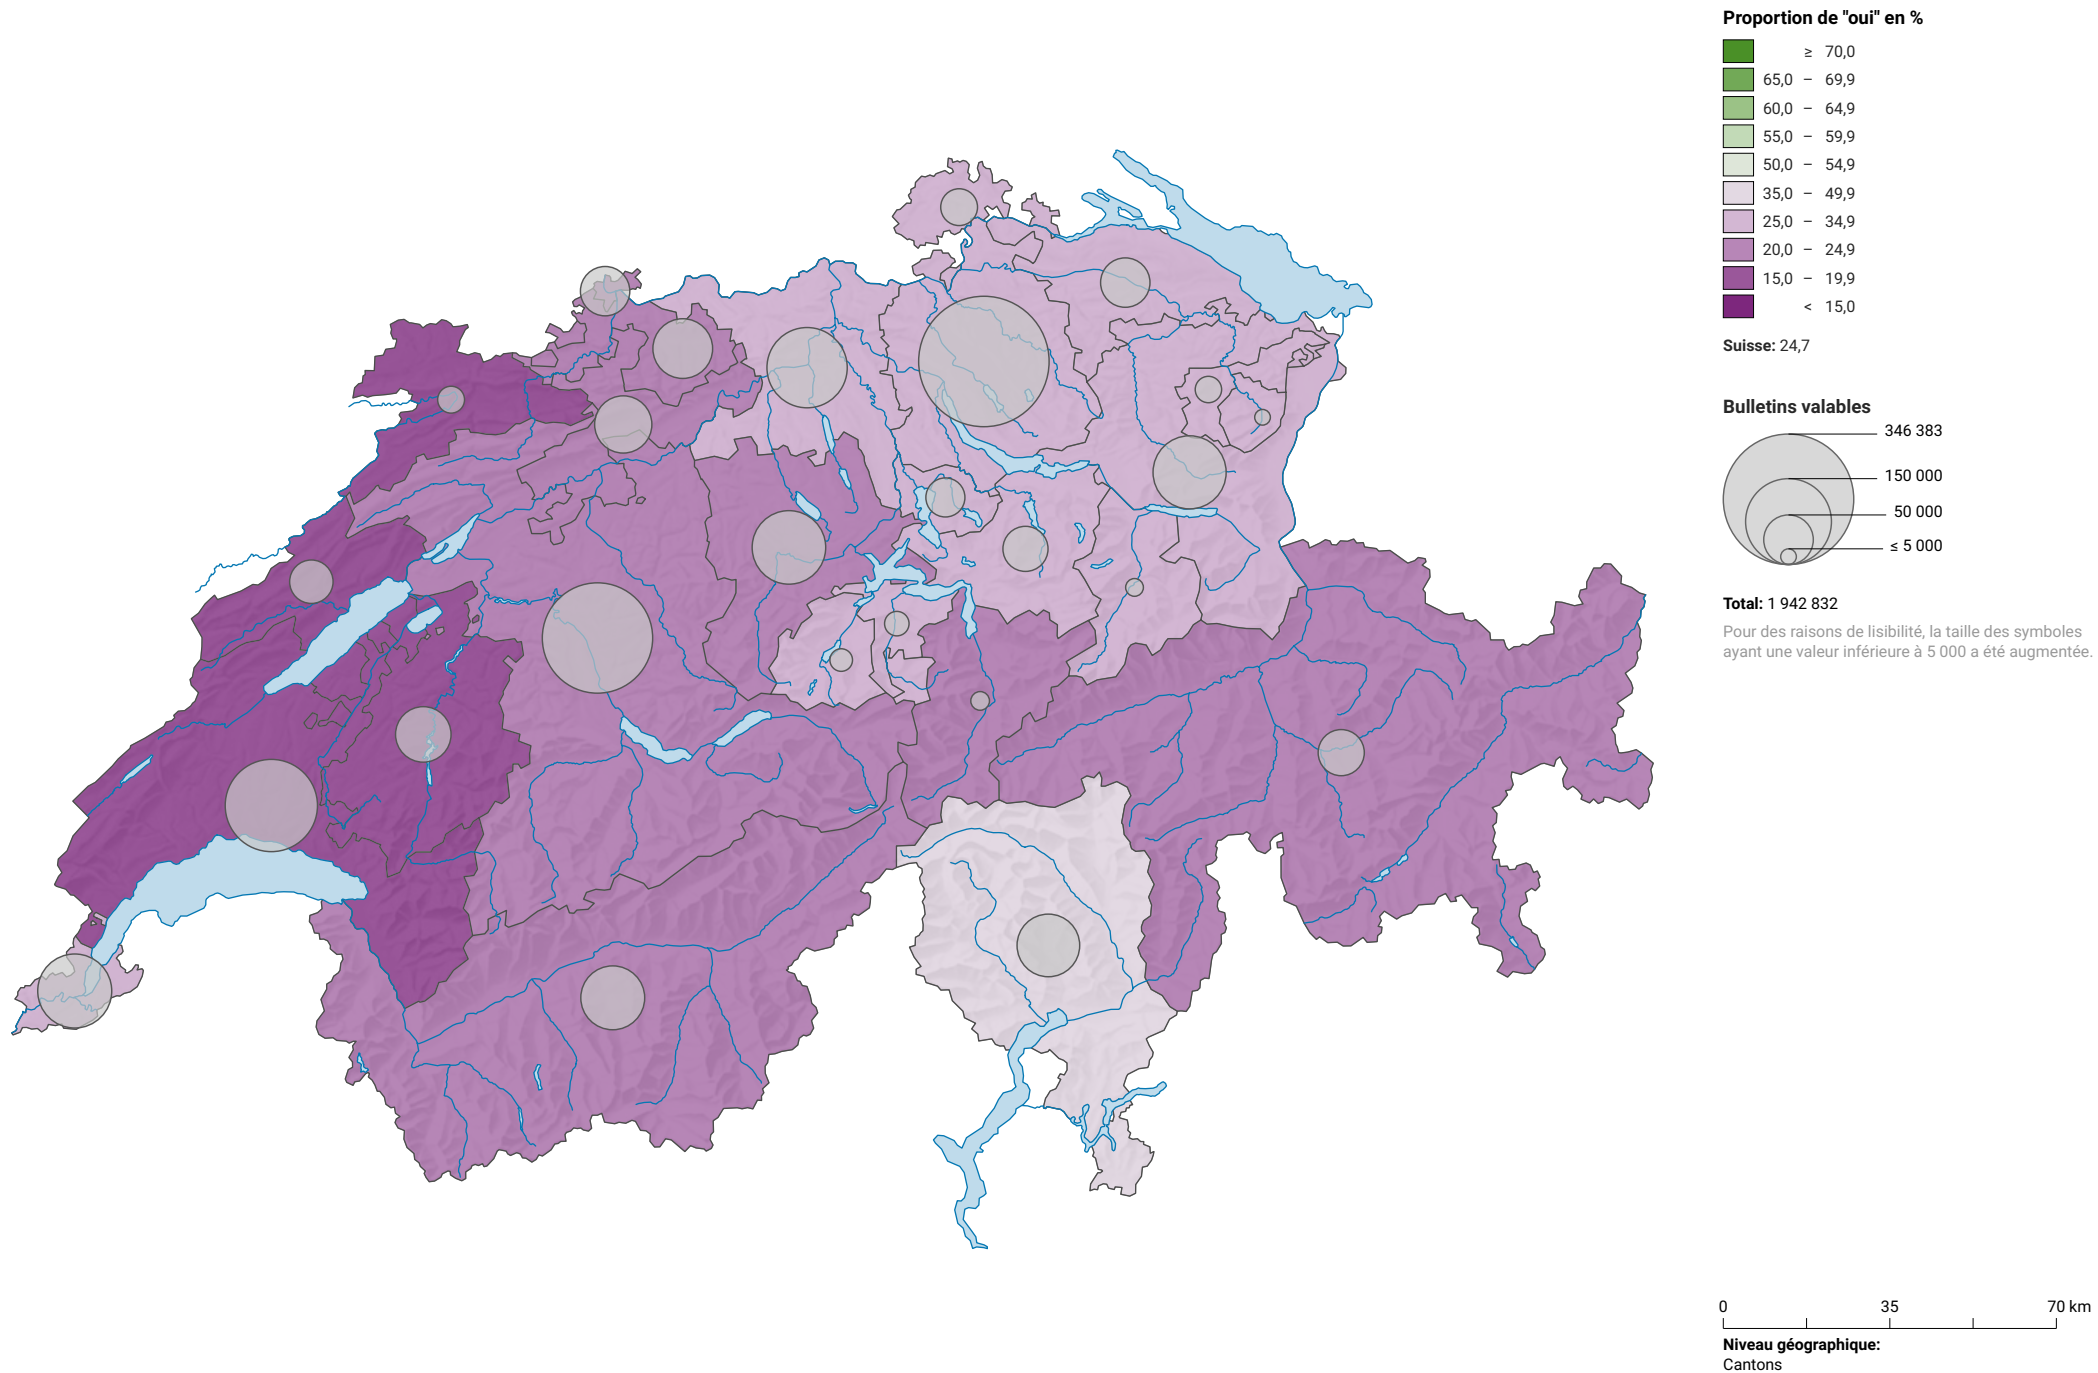 Proportion de "oui" en %
≥ 70,0
65,0 – 69,9
60,0 – 64,9
55,0 – 59,9
50,0 – 54,9
35,0 – 49,9
25,0 – 34,9
20,0 – 24,9
15,0 – 19,9
< 15,0
Suisse: 24,7
Bulletins valables
346 383
150 000
50 000
≤ 5 000
Total: 1 942 832
Pour des raisons de lisibilité, la taille des symboles
ayant une valeur inférieure à 5 000 a été augmentée.
0 35 70 km
Niveau géographique:
Cantons